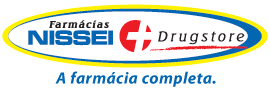 Farmácias
NISSEI Drugstore
A farmácia completa.